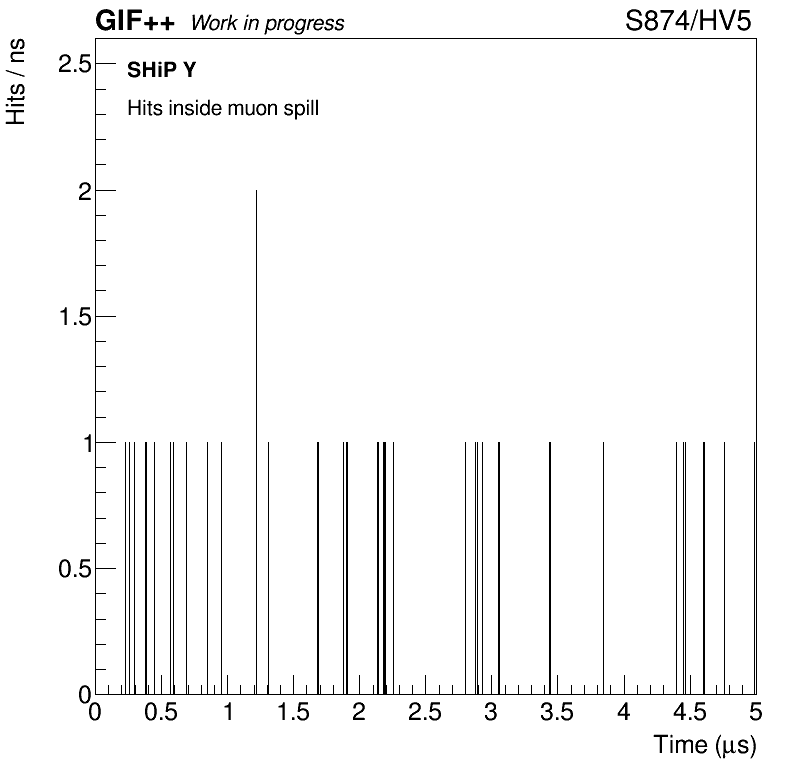 GIF++ Work in progress S874/HV5
Hits / ns
2.5
2
1.5
1
0.5
0
SHiP Y
Hits inside muon spill
0 0.5 1 1.5 2 2.5 3 3.5 4 4.5 5
Time (μs)